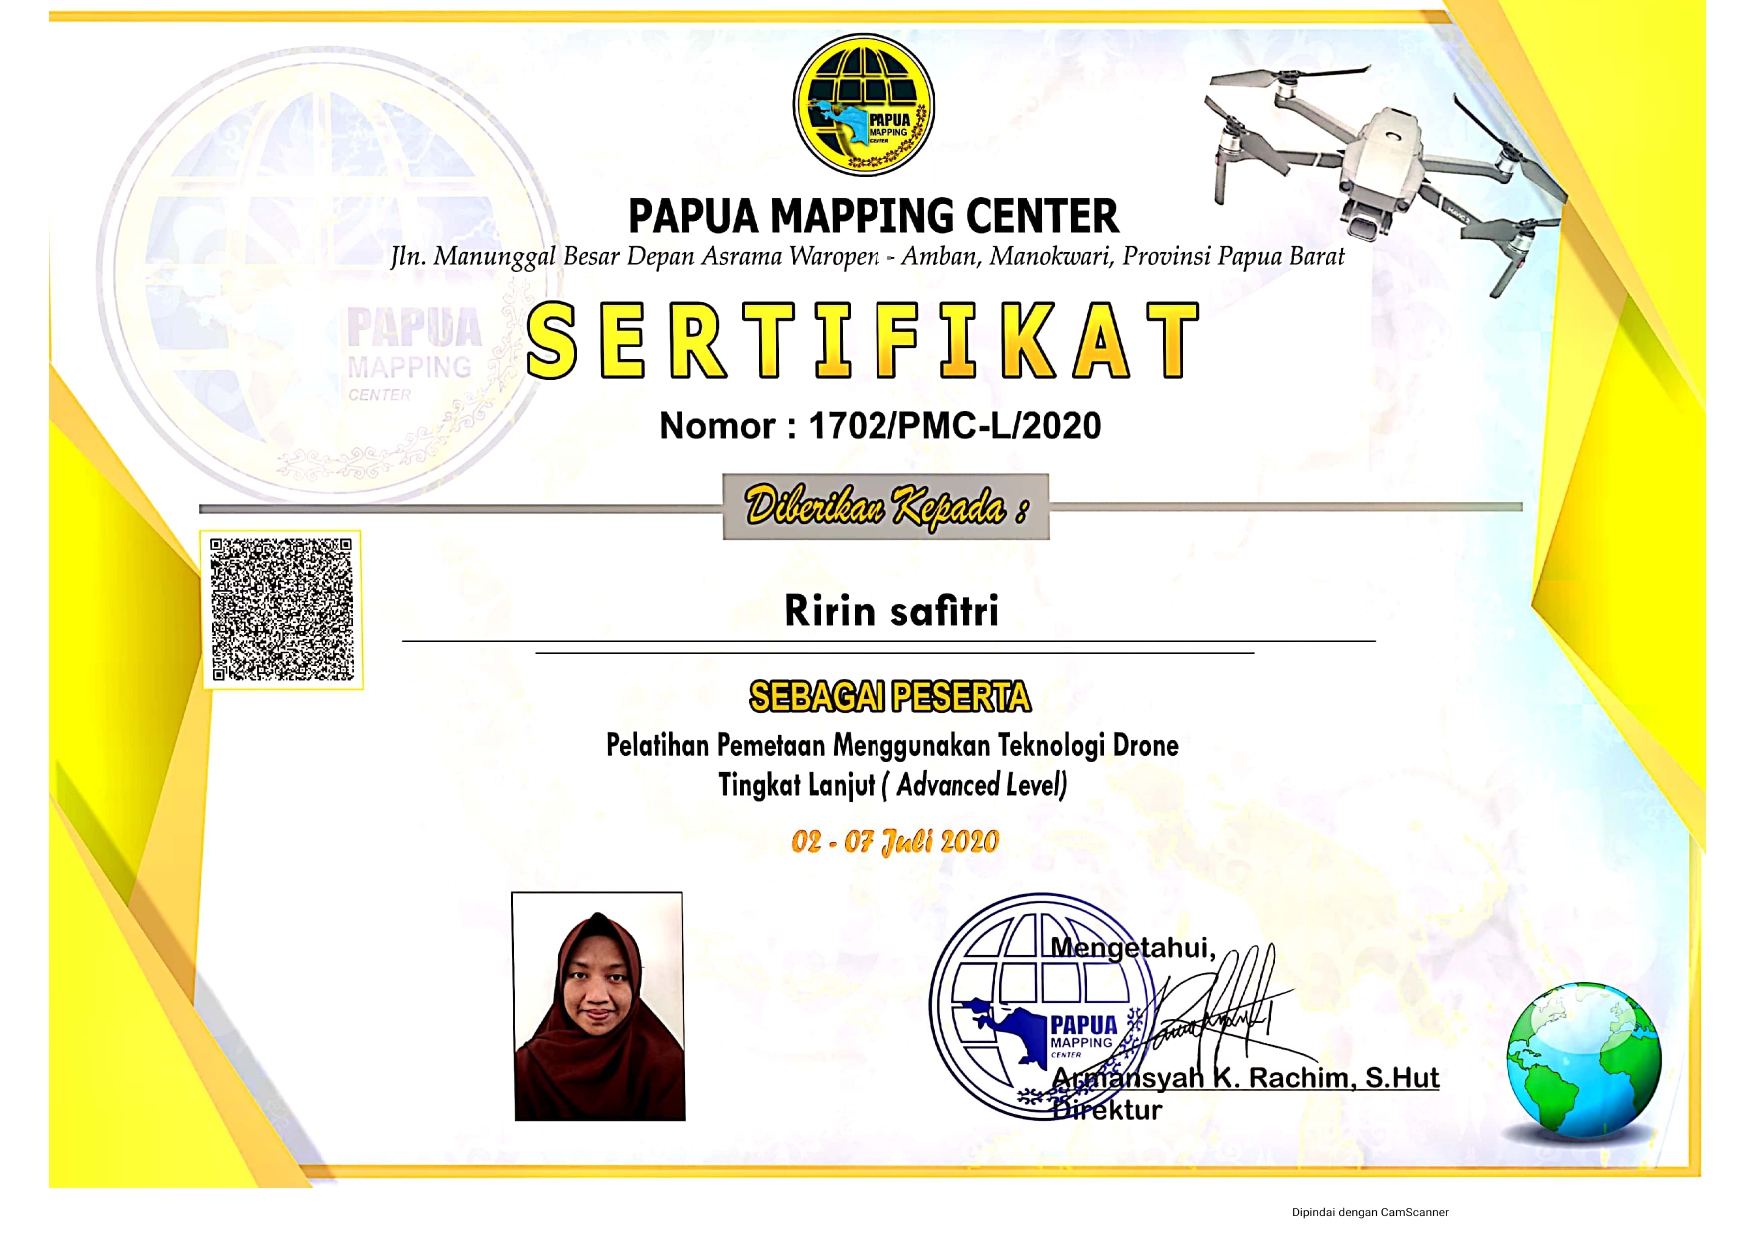 PAPUA
MAPPING
CENTER
PAPUA MAPPING CENTER
Jln. Manunggal Besar Depan Asrama Waropen - Amban, Manokwari, Provinsi Papua Barat
PAPUA
MAPPING
CENTER
SERTIFIKAT
Nomor : 1702/PMC-L/2020
Diberikan Kepada :
Ririn safitri
SEBAGAI PESERTA
Pelatihan Pemetaan Menggunakan Teknologi Drone
Tingkat Lanjut ( Advanced Level)
02 - 07 Juli 2020
Mengetahui,
PAPUA
MAPPING
CENTER
Armansyah K. Rachim, S.Hut
Direktur
Dipindai dengan CamScanner